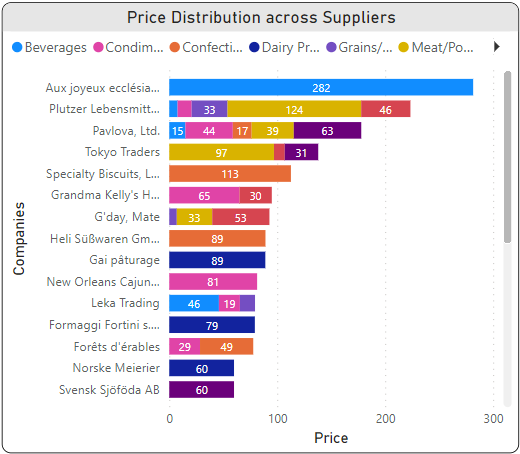 Price Distribution across Suppliers
Beverages Condim... Confecti... Dairy Pr... Grains/... Meat/Po...
Companies
Aux joyeux ecclésia... 282
Plutzer Lebensmitt... 33 124 46
Pavlova, Ltd. 15 44 17 39 63
Tokyo Traders 97 31
Specialty Biscuits, L... 113
Grandma Kelly's H... 65 30
G'day, Mate 33 53
Heli Süßwaren Gm... 89
Gai pâturage 89
New Orleans Cajun... 81
Leka Trading 46 19
Formaggi Fortini s.... 79
Forêts d'érables 29 49
Norske Meierier 60
Svensk Sjöföda AB 60
0 100 200 300
Price